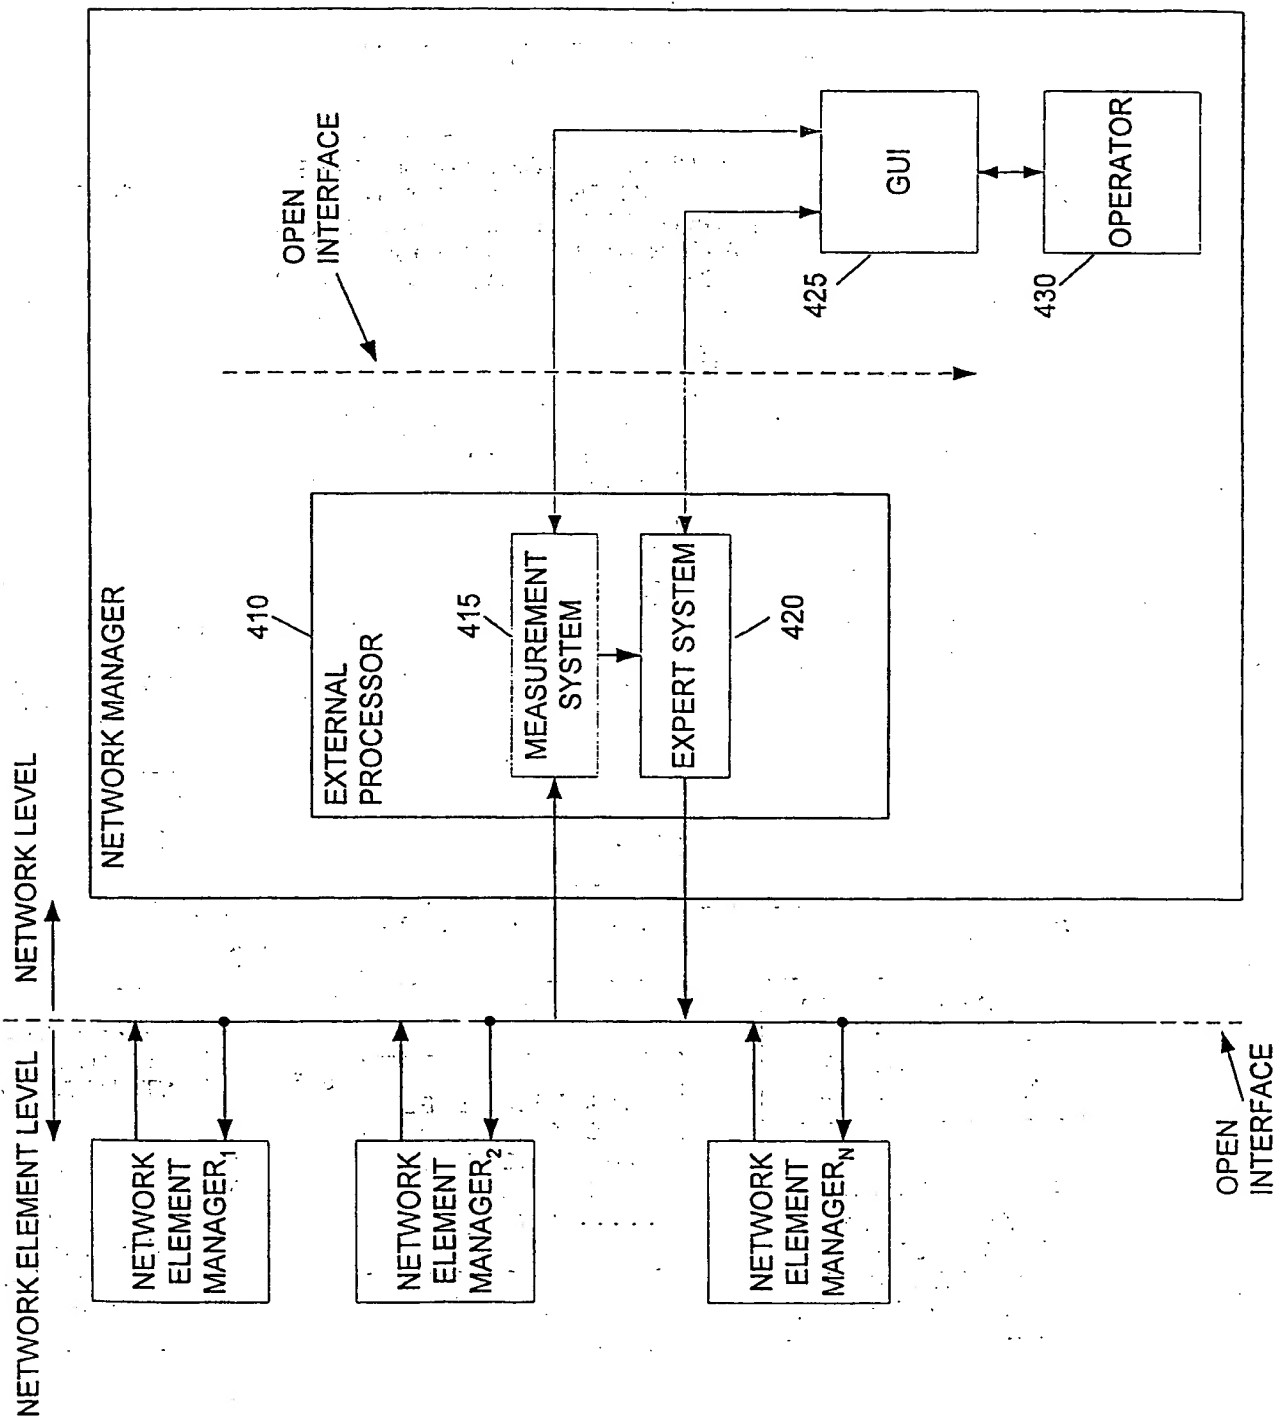 NETWORK ELEMENT LEVEL
NETWORK LEVEL
NETWORK
ELEMENT
MANAGER1
NETWORK
ELEMENT
MANAGER2
NETWORK
ELEMENT
MANAGERN
OPEN
INTERFACE
NETWORK MANAGER
410
EXTERNAL
PROCESSOR
415
MEASUREMENT
SYSTEM
EXPERT SYSTEM
420
OPEN
INTERFACE
425
GUI
430
OPERATOR